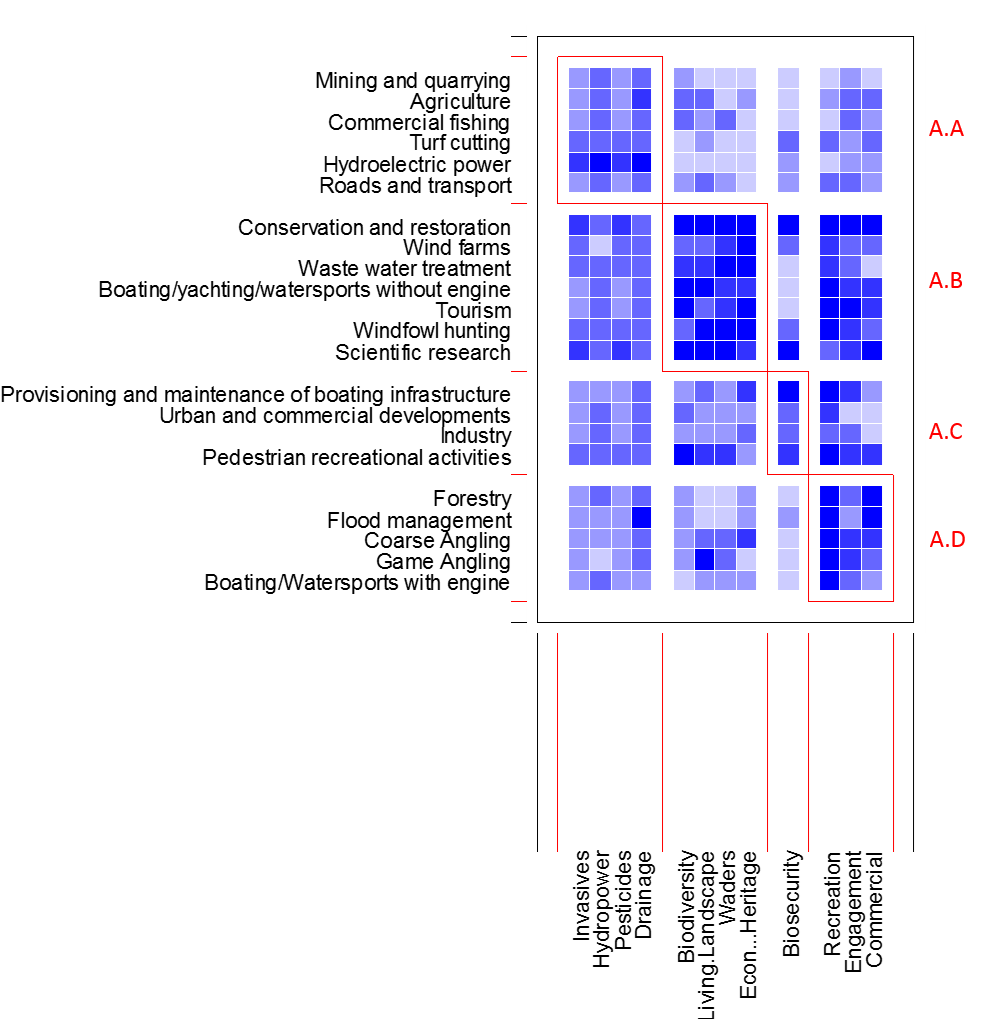 Mining and quarrying
Agriculture
Commercial fishing
Turf cutting
Hydroelectric power
Roads and transport
A.A
Conservation and restoration
Wind farms
Waste water treatment
Boating/yachting/watersports without engine
Tourism
Windfowl hunting
Scientific research
A.B
Provisioning and maintenance of boating infrastructure
Urban and commercial developments
Industry
Pedestrian recreational activities
A.C
Forestry
Flood management
Coarse Angling
Game Angling
Boating/Watersports with engine
A.D
Invasives
Hydropower
Pesticides
Drainage
Biodiversity
Living.Landscape
Waders
Econ...Heritage
Biosecurity
Recreation
Engagement
Commercial